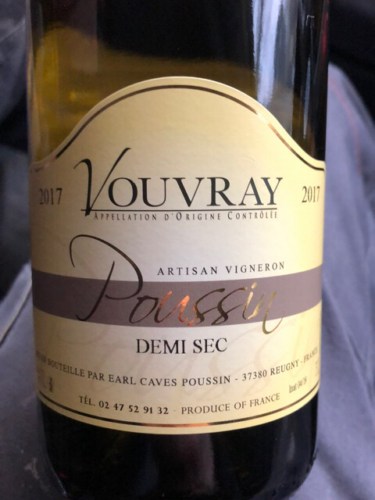 2017 VOUVRAY 2017
APPELLATION D'ORIGINE CONTRÔLÉE
ARTISAN VIGNERON
Poussin
DEMI SEC
BOUTEILLE PAR EARL CAVES POUSSIN - 37380 REUGNY - FRANCE
TÉL. 02 47 52 91 32 - PRODUCE OF FRANCE